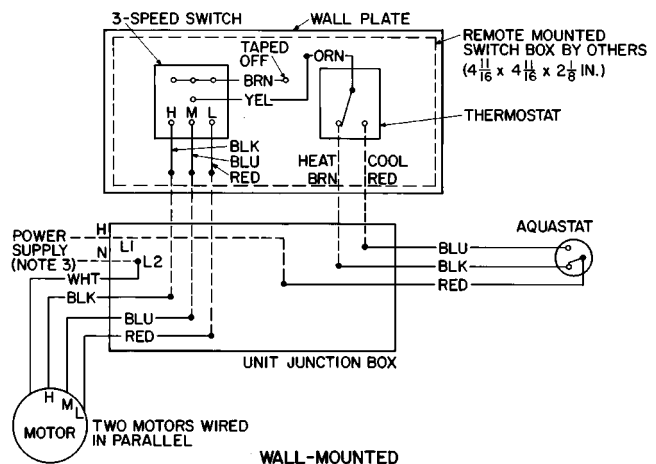 3-SPEED SWITCH
WALL PLATE
TAPED
OFF
ORN
REMOTE MOUNTED
SWITCH BOX BY OTHERS
(4 11/16 x 4 11/16 x 2 1/8 IN.)
BRN
YEL
H M L
THERMOSTAT
BLK
BLU
RED
HEAT
BRN
COOL
RED
H
POWER
SUPPLY
(NOTE 3)
N
L1
L2
AQUASTAT
WHT
BLU
BLK
BLK
RED
BLU
RED
UNIT JUNCTION BOX
H M L
MOTOR
TWO MOTORS WIRED
IN PARALLEL
WALL-MOUNTED